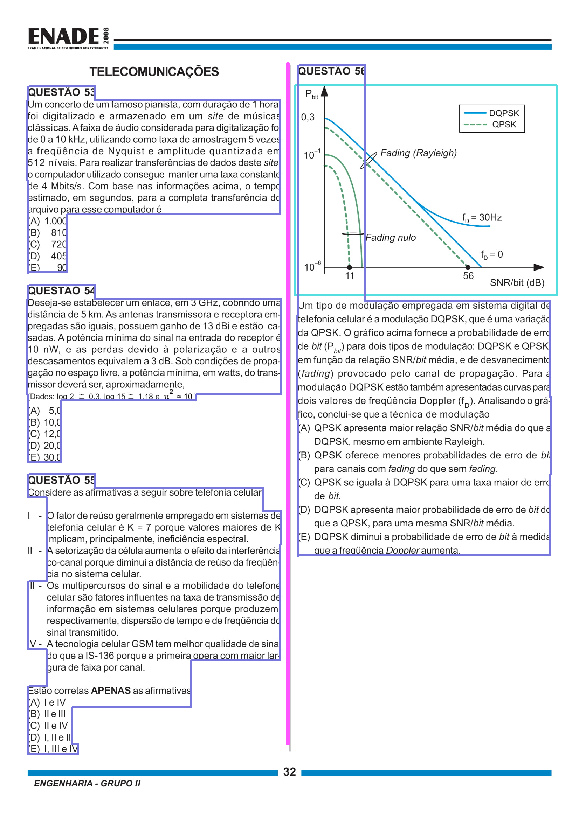 ENADE 2008
TELECOMUNICAÇÕES
QUESTÃO 53
Um concerto de um famoso pianista, com duração de 1 hora,
foi digitalizado e armazenado em um site de músicas
clássicas. A faixa de áudio considerada para digitalização foi
de 0 a 10 kHz, utilizando como taxa de amostragem 5 vezes
a freqüência de Nyquist e amplitude quantizada em
512 níveis. Para realizar transferências de dados deste site,
o computador utilizado consegue manter uma taxa constante
de 4 Mbits/s. Com base nas informações acima, o tempo
estimado, em segundos, para a completa transferência do
arquivo para esse computador é
(A) 1.000
(B) 810
(C) 720
(D) 405
(E) 90
QUESTÃO 54
Deseja-se estabelecer um enlace, em 3 GHz, cobrindo uma
distância de 5 km. As antenas transmissora e receptora em-
pregadas são iguais, possuem ganho de 13 dBi e estão ca-
sadas. A potência mínima do sinal na entrada do receptor é
10 nW, e as perdas devido à polarização e a outros
descasamentos equivalem a 3 dB. Sob condições de propa-
gação no espaço livre, a potência mínima, em watts, do trans-
missor deverá ser, aproximadamente,
Dados: log 2 ≅ 0,3, log 15 ≅ 1,18 e π² ≅ 10
(A) 5,0
(B) 10,0
(C) 12,0
(D) 20,0
(E) 30,0
QUESTÃO 55
Considere as afirmativas a seguir sobre telefonia celular.
I - O fator de reúso geralmente empregado em sistemas de
telefonia celular é K = 7 porque valores maiores de K
implicam, principalmente, ineficiência espectral.
II - A setorização da célula aumenta o efeito da interferência
co-canal porque diminui a distância de reúso da freqüên-
cia no sistema celular.
III - Os multipercursos do sinal e a mobilidade do telefone
celular são fatores influentes na taxa de transmissão de
informação em sistemas celulares porque produzem,
respectivamente, dispersão de tempo e de freqüência do
sinal transmitido.
IV - A tecnologia celular GSM tem melhor qualidade de sinal
do que a IS-136 porque a primeira opera com maior lar-
gura de faixa por canal.
Estão corretas APENAS as afirmativas
(A) I e IV
(B) II e III
(C) II e IV
(D) I, II e III
(E) I, III e IV
QUESTÃO 56
P bit
0,3
DQPSK
QPSK
10⁻¹
Fading (Rayleigh)
f D = 30Hz
Fading nulo
f D = 0
10⁻⁶
11
56
SNR/bit (dB)
Um tipo de modulação empregada em sistema digital de
telefonia celular é a modulação DQPSK, que é uma variação
da QPSK. O gráfico acima fornece a probabilidade de erro
de bit (P bit) para dois tipos de modulação: DQPSK e QPSK,
em função da relação SNR/bit média, e de desvanecimento
(fading) provocado pelo canal de propagação. Para a
modulação DQPSK estão também apresentadas curvas para
dois valores de freqüência Doppler (f D). Analisando o grá-
fico, conclui-se que a técnica de modulação
(A) QPSK apresenta maior relação SNR/bit média do que a
DQPSK, mesmo em ambiente Rayleigh.
(B) QPSK oferece menores probabilidades de erro de bit
para canais com fading do que sem fading.
(C) QPSK se iguala à DQPSK para uma taxa maior de erro
de bit.
(D) DQPSK apresenta maior probabilidade de erro de bit do
que a QPSK, para uma mesma SNR/bit média.
(E) DQPSK diminui a probabilidade de erro de bit à medida
que a freqüência Doppler aumenta.
32
ENGENHARIA - GRUPO II